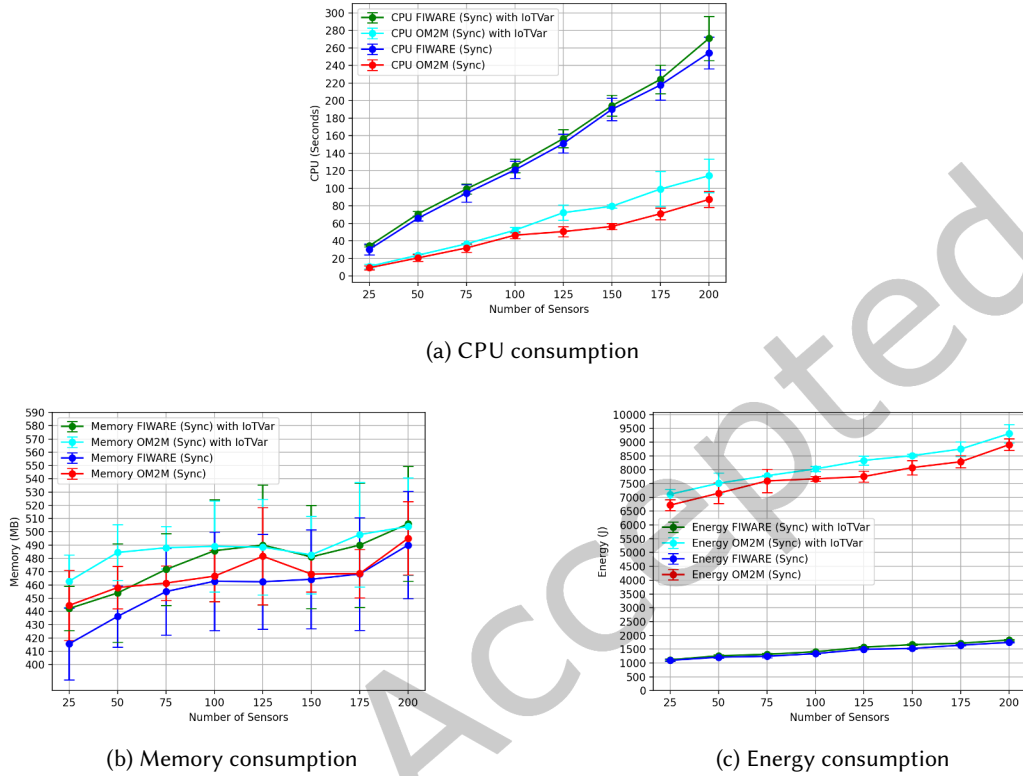 300
280
260
240
220
200
180
160
140
120
100
80
60
40
20
0
CPU (Seconds)
CPU FIWARE (Sync) with IoTVar
CPU OM2M (Sync) with IoTVar
CPU FIWARE (Sync)
CPU OM2M (Sync)
25 50 75 100 125 150 175 200
Number of Sensors
(a) CPU consumption
590
580
570
560
550
540
530
520
510
500
490
480
470
460
450
440
430
420
410
400
Memory (MB)
Memory FIWARE (Sync) with IoTVar
Memory OM2M (Sync) with IoTVar
Memory FIWARE (Sync)
Memory OM2M (Sync)
25 50 75 100 125 150 175 200
Number of Sensors
(b) Memory consumption
10000
9500
9000
8500
8000
7500
7000
6500
6000
5500
5000
4500
4000
3500
3000
2500
2000
1500
1000
500
0
Energy (J)
Energy FIWARE (Sync) with IoTVar
Energy OM2M (Sync) with IoTVar
Energy FIWARE (Sync)
Energy OM2M (Sync)
25 50 75 100 125 150 175 200
Number of Sensors
(c) Energy consumption
Accepted